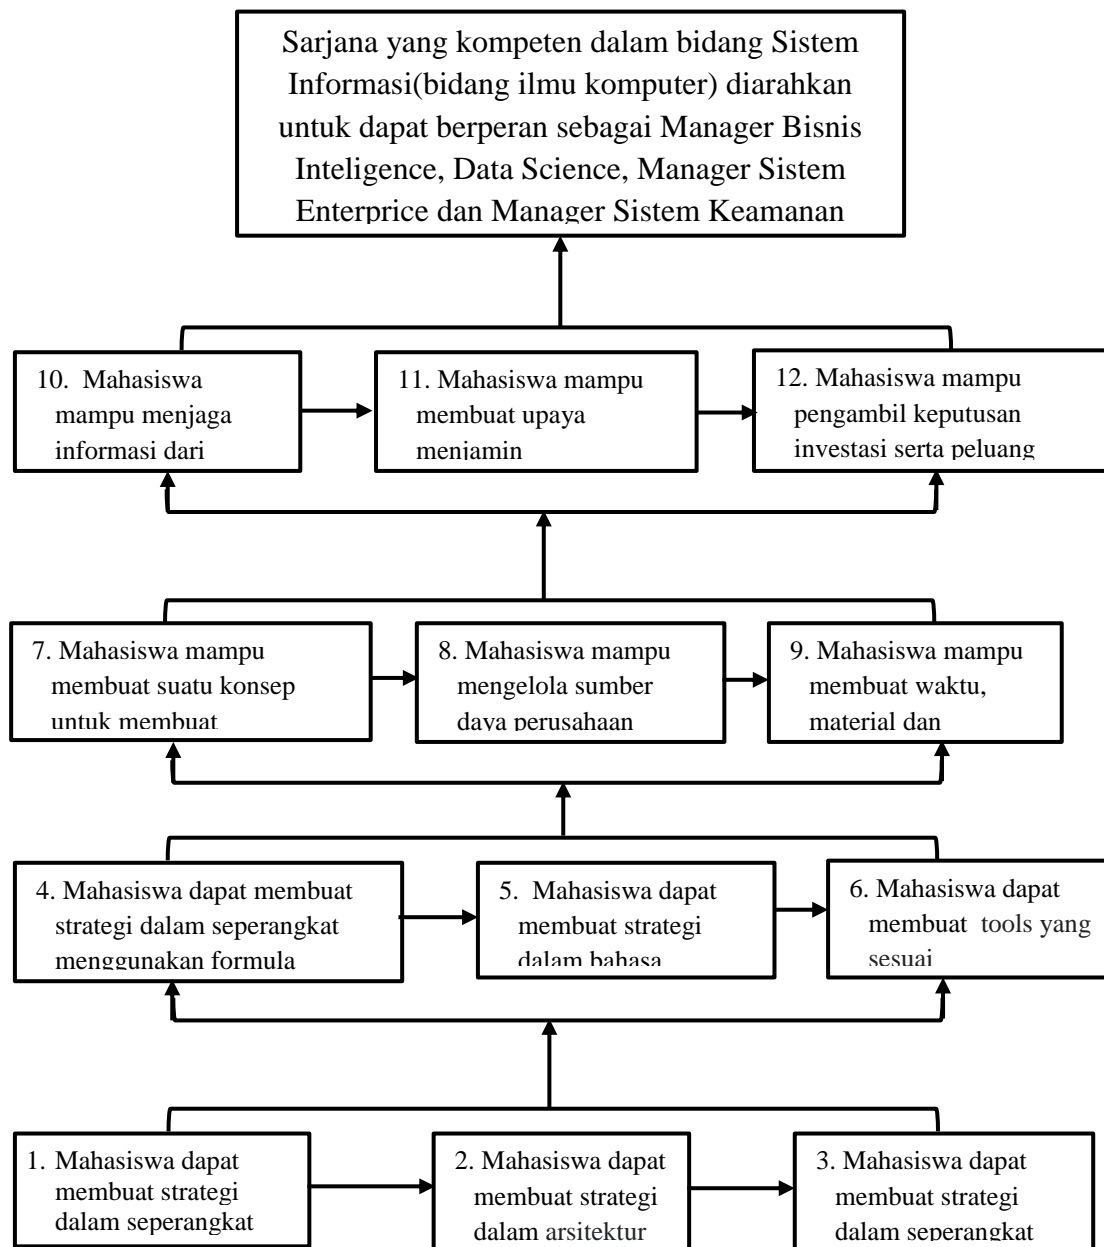 Sarjana yang kompeten dalam bidang Sistem
Informasi(bidang ilmu komputer) diarahkan
untuk dapat berperan sebagai Manager Bisnis
Inteligence, Data Science, Manager Sistem
Enterprice dan Manager Sistem Keamanan
10. Mahasiswa
mampu menjaga
informasi dari
11. Mahasiswa mampu
membuat upaya
menjamin
12. Mahasiswa mampu
pengambil keputusan
investasi serta peluang
7. Mahasiswa mampu
membuat suatu konsep
untuk membuat
8. Mahasiswa mampu
mengelola sumber
daya perusahaan
9. Mahasiswa mampu
membuat waktu,
material dan
4. Mahasiswa dapat membuat
strategi dalam seperangkat
menggunakan formula
5. Mahasiswa dapat
membuat strategi
dalam bahasa
6. Mahasiswa dapat
membuat tools yang
sesuai
1. Mahasiswa dapat
membuat strategi
dalam seperangkat
2. Mahasiswa dapat
membuat strategi
dalam arsitektur
3. Mahasiswa dapat
membuat strategi
dalam seperangkat